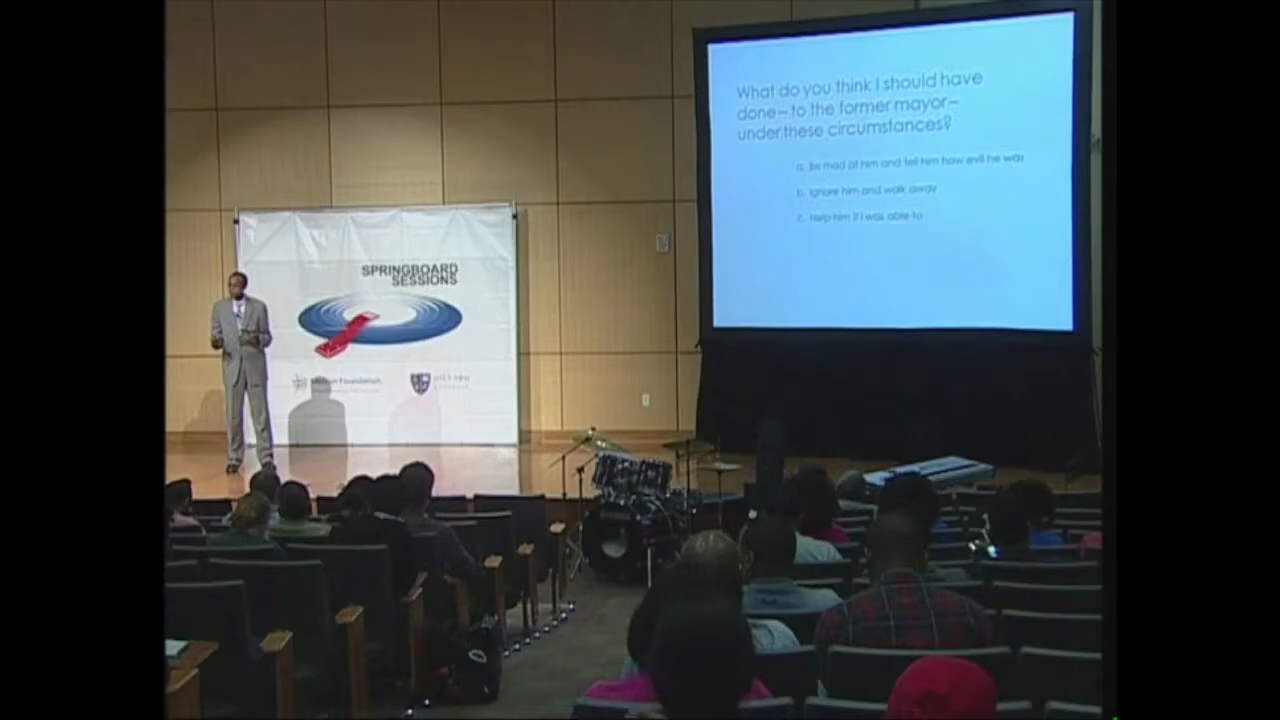 What do you think I should have
done – to the former mayor –
under these circumstances?
a. Be mad at him and tell him how evil he was
b. Ignore him and walk away
c. Help him if I was able to
SPRINGBOARD
SESSIONS
Foundation